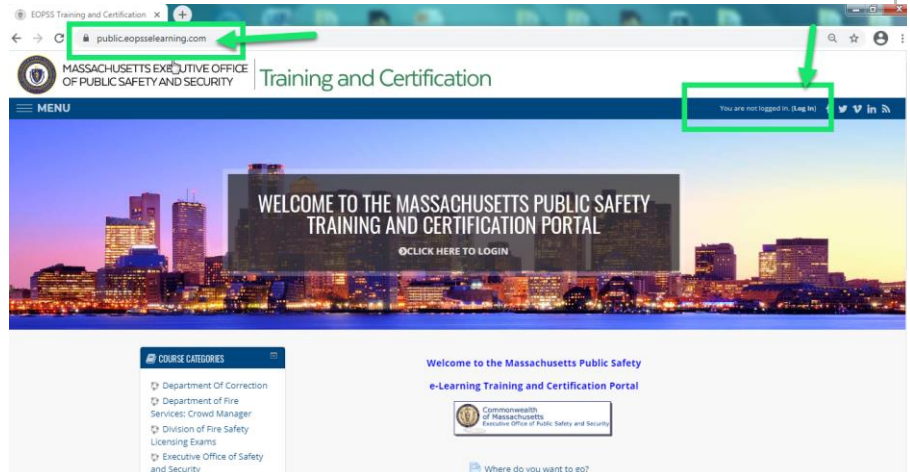 EOPSS Training and Certification
public.eopsselearning.com
MASSACHUSETTS EXECUTIVE OFFICE
OF PUBLIC SAFETY AND SECURITY
Training and Certification
MENU
You are not logged in. (Log in)
WELCOME TO THE MASSACHUSETTS PUBLIC SAFETY
TRAINING AND CERTIFICATION PORTAL
CLICK HERE TO LOGIN
COURSE CATEGORIES
Department Of Correction
Department of Fire
Services: Crowd Manager
Division of Fire Safety
Licensing Exams
Executive Office of Safety
and Security
Welcome to the Massachusetts Public Safety
e-Learning Training and Certification Portal
Commonwealth
of Massachusetts
Executive Office of Public Safety and Security
Where do you want to go?